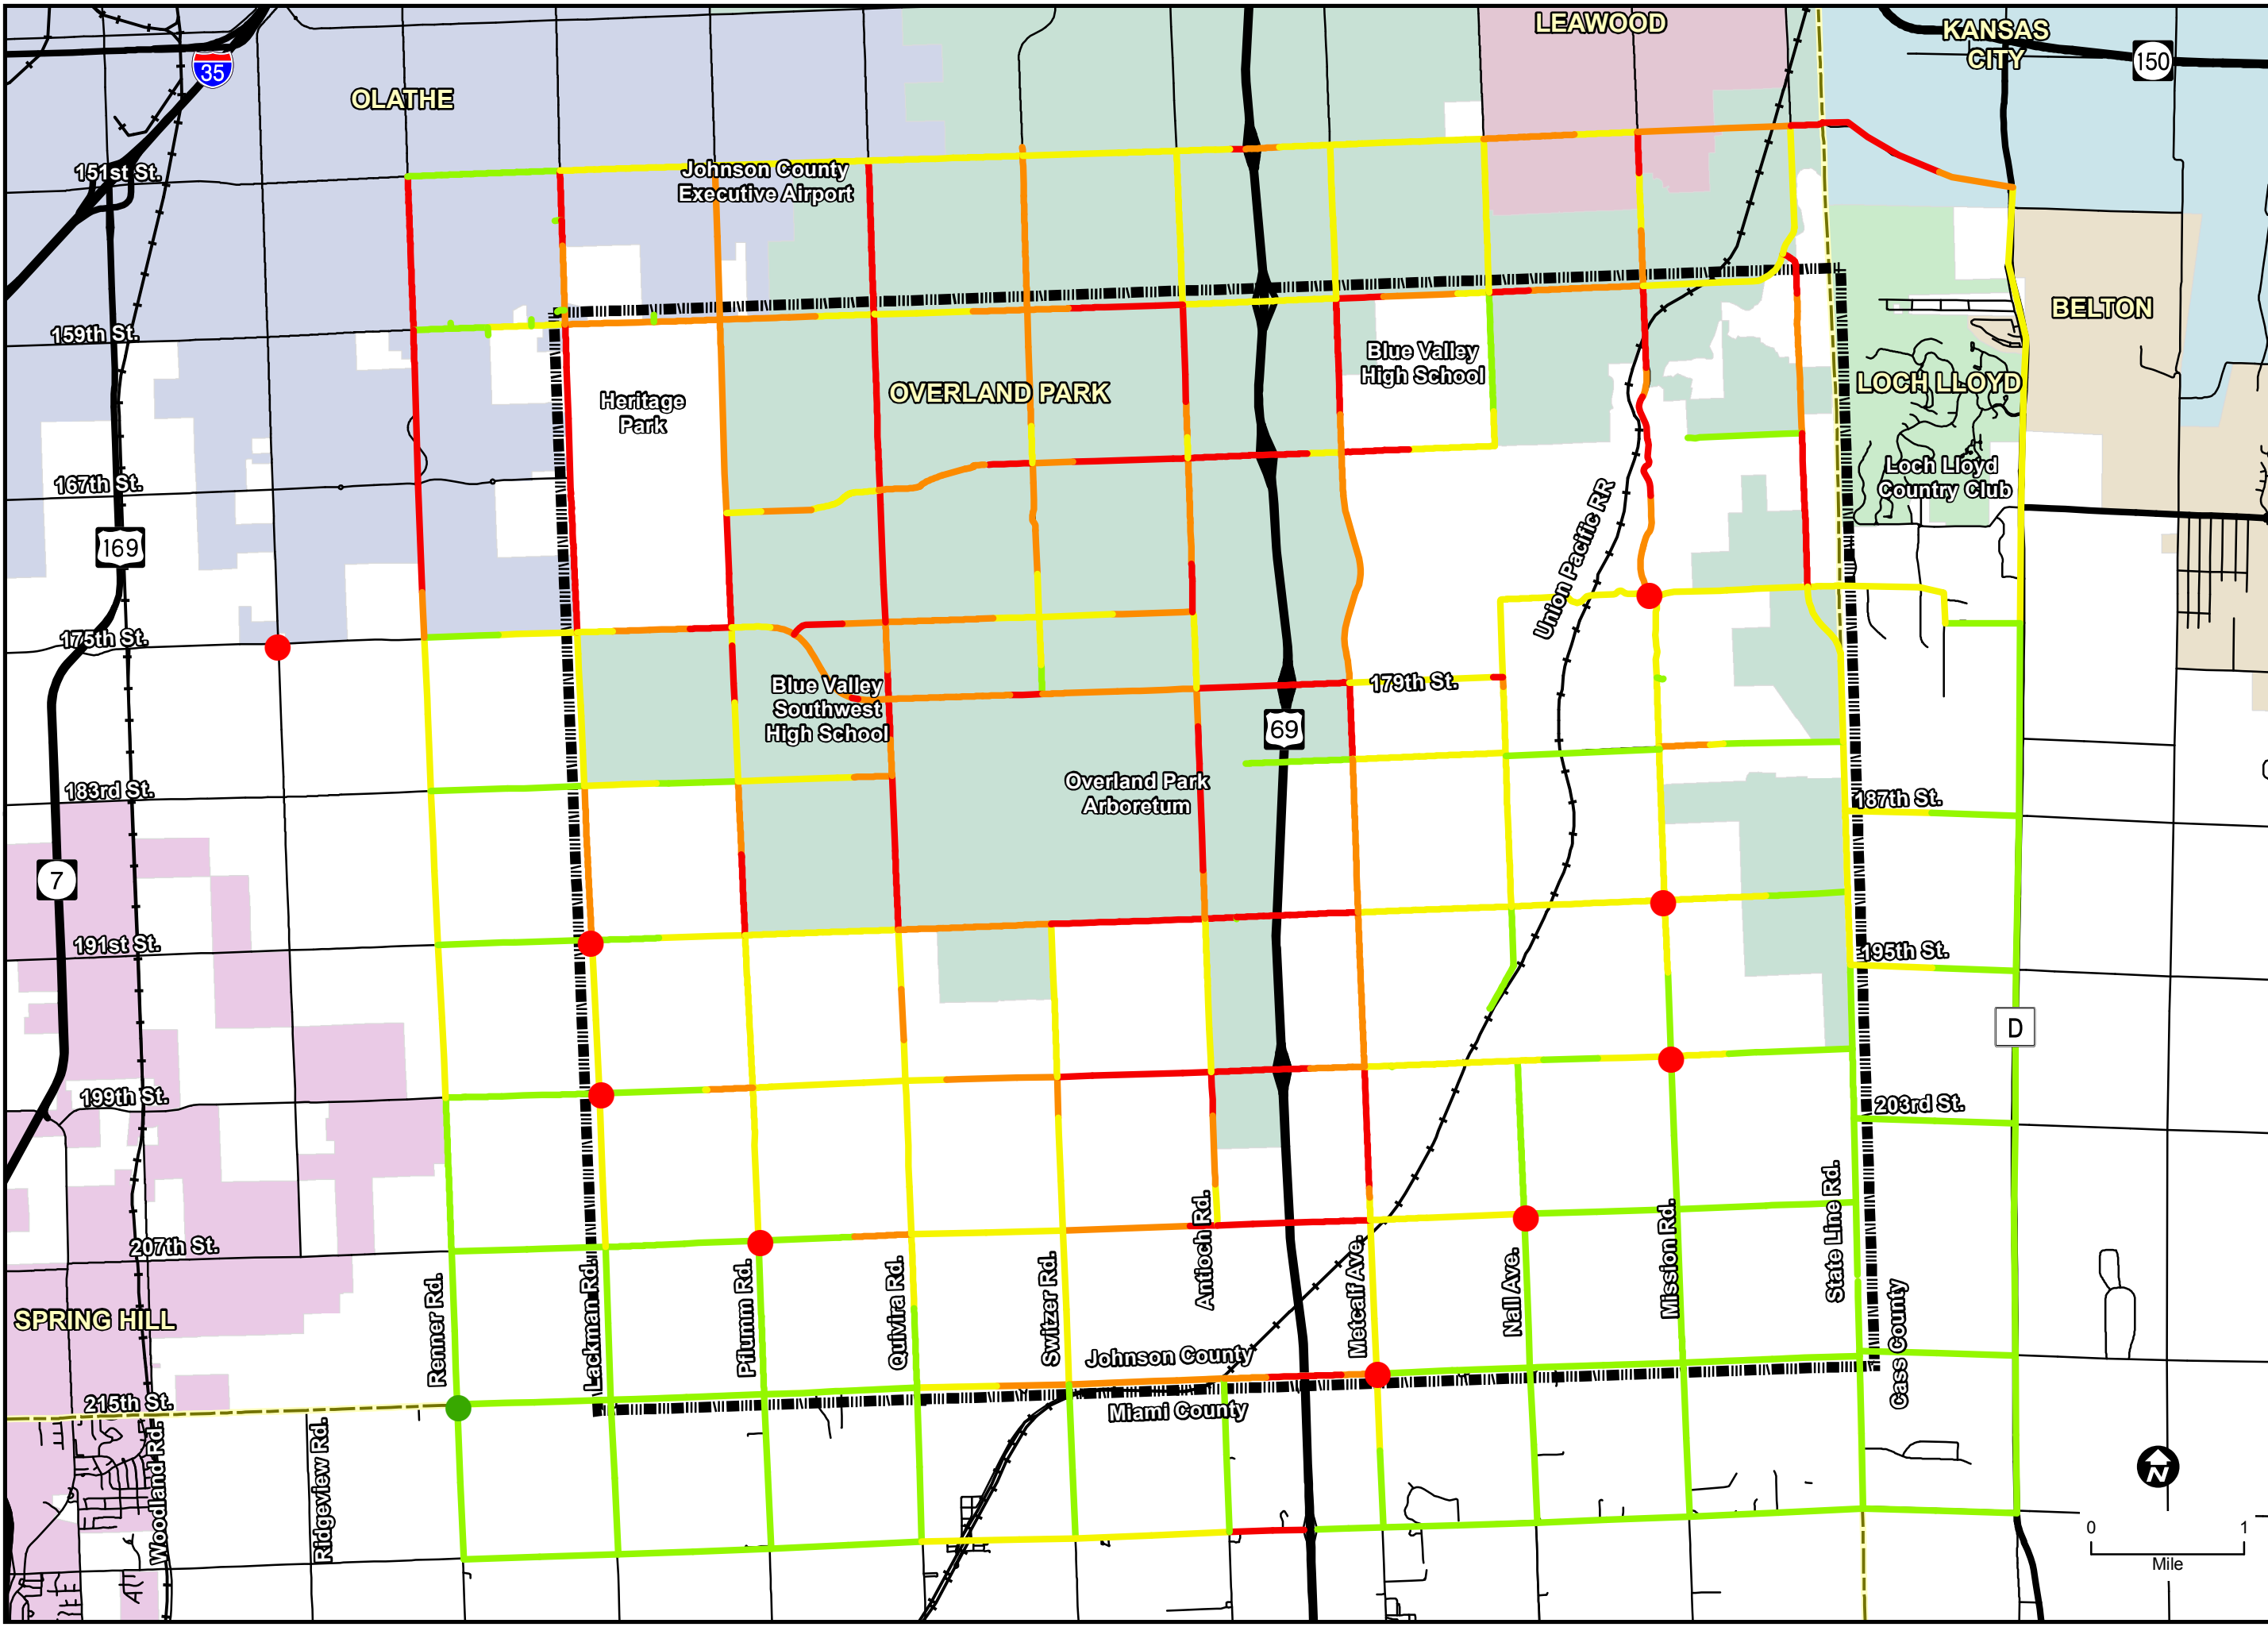 LEAWOOD
KANSAS
CITY
150
35
OLATHE
151st St.
Johnson County
Executive Airport
159th St.
BELTON
Blue Valley
High School
Heritage
Park
OVERLAND PARK
LOCH LLOYD
167th St.
Loch Lloyd
Country Club
169
Union Pacific RR
175th St.
179th St.
Blue Valley
Southwest
High School
69
183rd St.
Overland Park
Arboretum
187th St.
7
191st St.
195th St.
D
199th St.
203rd St.
207th St.
SPRING HILL
Renner Rd.
Lackman Rd.
Pflumm Rd.
Quivira Rd.
Switzer Rd.
Antioch Rd.
Metcalf Ave.
Nall Ave.
Mission Rd.
State Line Rd.
Cass County
Johnson County
Miami County
215th St.
Woodland Rd.
Ridgeview Rd.
N
0 1
Mile